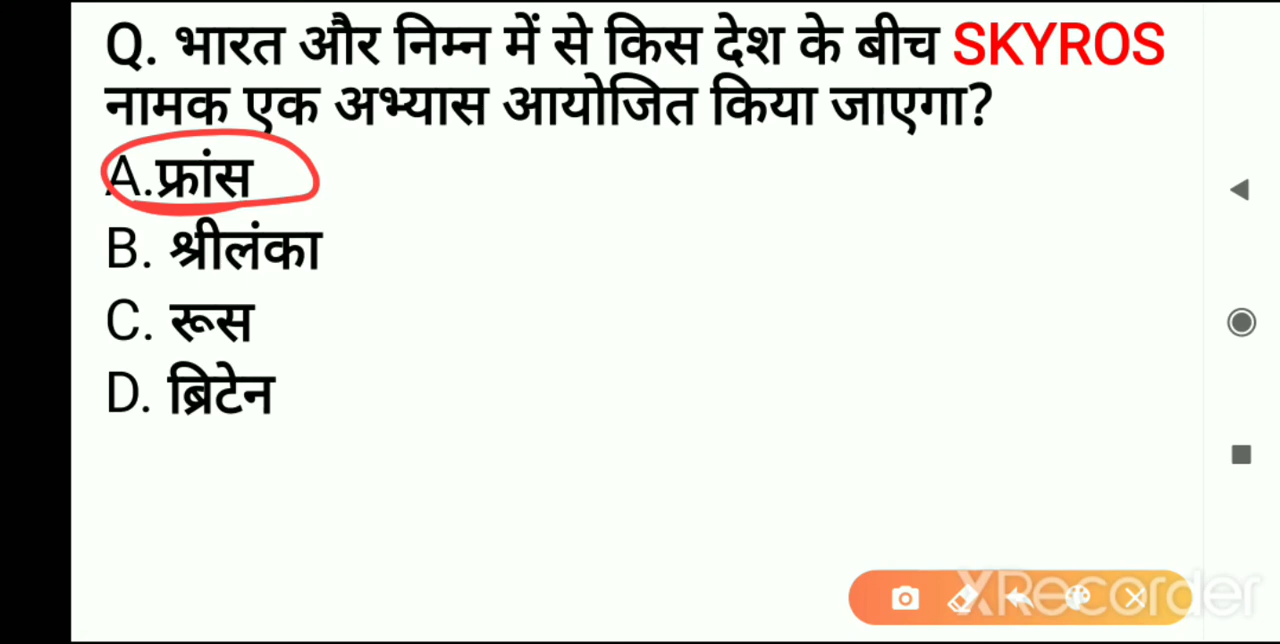 Q. भारत और निम्न में से किस देश के बीच SKYROS
नामक एक अभ्यास आयोजित किया जाएगा?
A.फ्रांस
B. श्रीलंका
C. रूस
D. ब्रिटेन
XRecorder